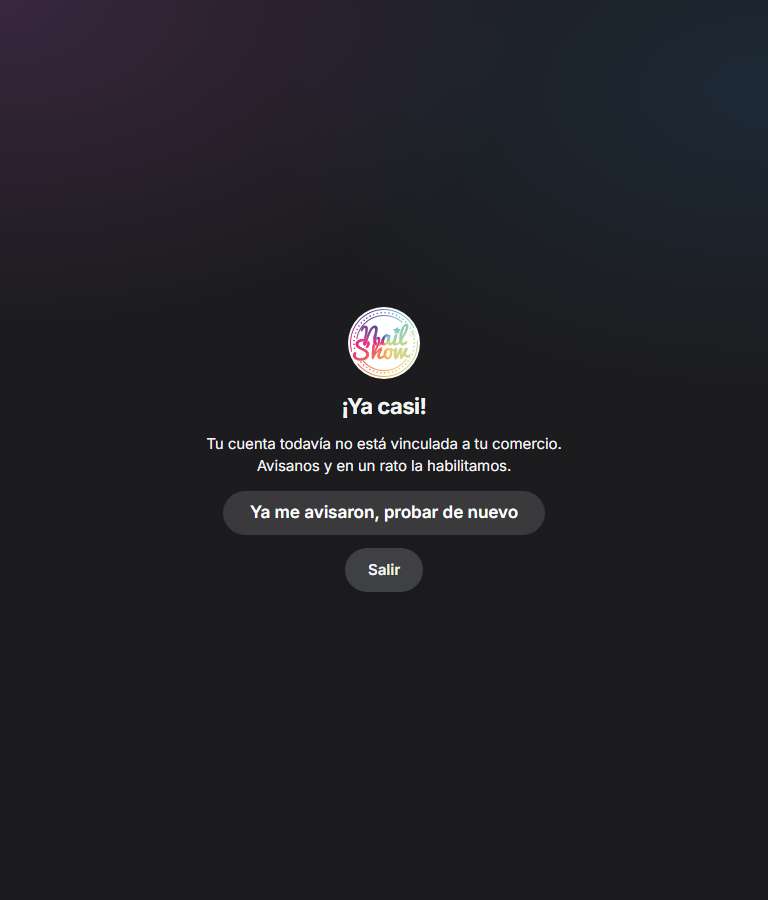 Nail
Show
¡Ya casi!
Tu cuenta todavía no está vinculada a tu comercio.
Avisanos y en un rato la habilitamos.
Ya me avisaron, probar de nuevo
Salir